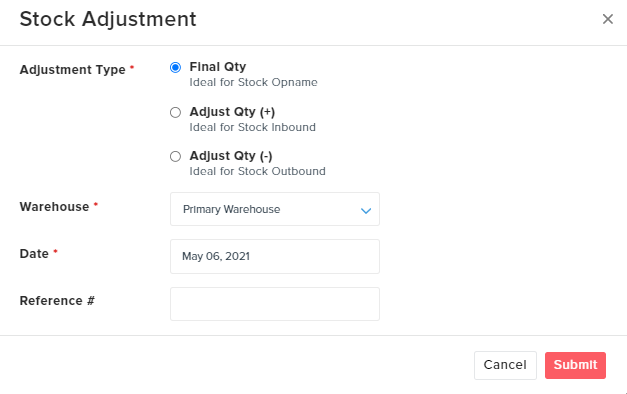 Stock Adjustment
Adjustment Type *
Final Qty
Ideal for Stock Opname
Adjust Qty (+)
Ideal for Stock Inbound
Adjust Qty (-)
Ideal for Stock Outbound
Warehouse *
Primary Warehouse
Date *
May 06, 2021
Reference #
Cancel
Submit